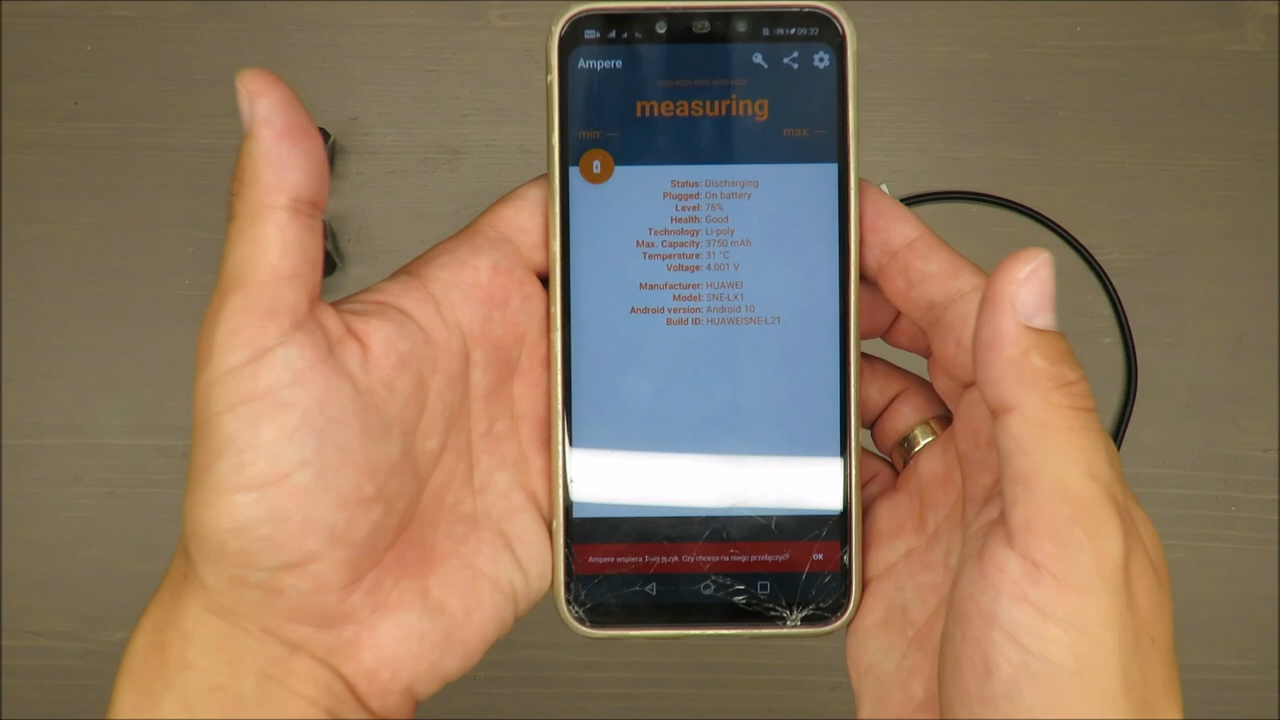 09:32
Ampere
measuring
min: —
max: —
Status: Discharging
Plugged: On battery
Level: 76%
Health: Good
Technology: Li-poly
Max. Capacity: 3750 mAh
Temperature: 31 °C
Voltage: 4.001 V
Manufacturer: HUAWEI
Model: SNE-LX1
Android version: Android 10
Build ID: HUAWEISNE-L21
Ampere wspiera Twój język. Czy chcesz na niego przełączyć?
OK